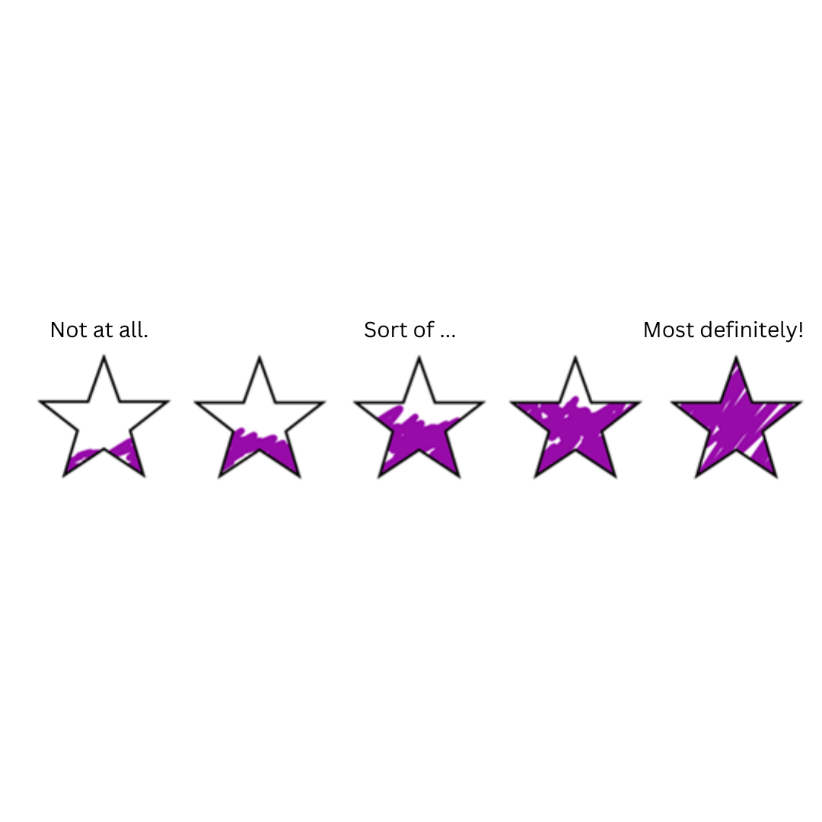 Not at all.
Sort of ...
Most definitely!